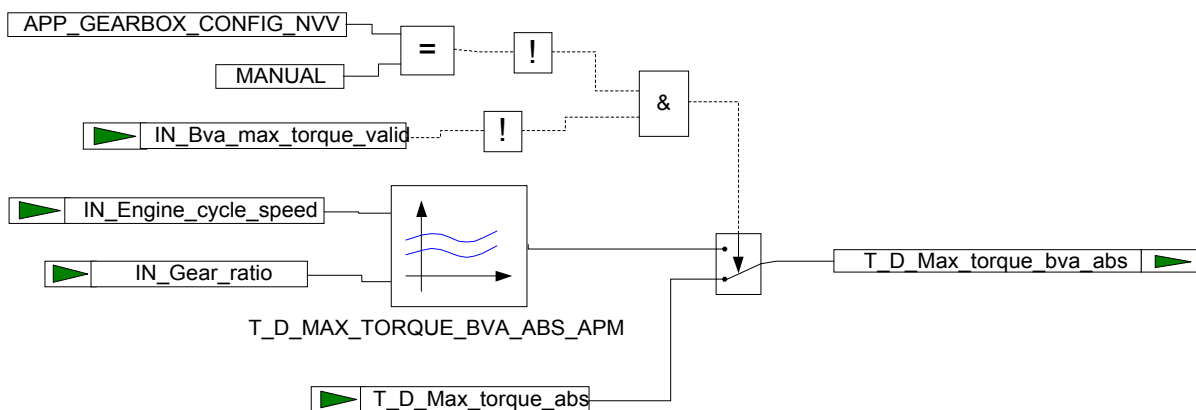 APP_GEARBOX_CONFIG_NVV
=
!
MANUAL
&
IN_Bva_max_torque_valid
!
IN_Engine_cycle_speed
IN_Gear_ratio
T_D_Max_torque_bva_abs
T_D_MAX_TORQUE_BVA_ABS_APM
T_D_Max_torque_abs